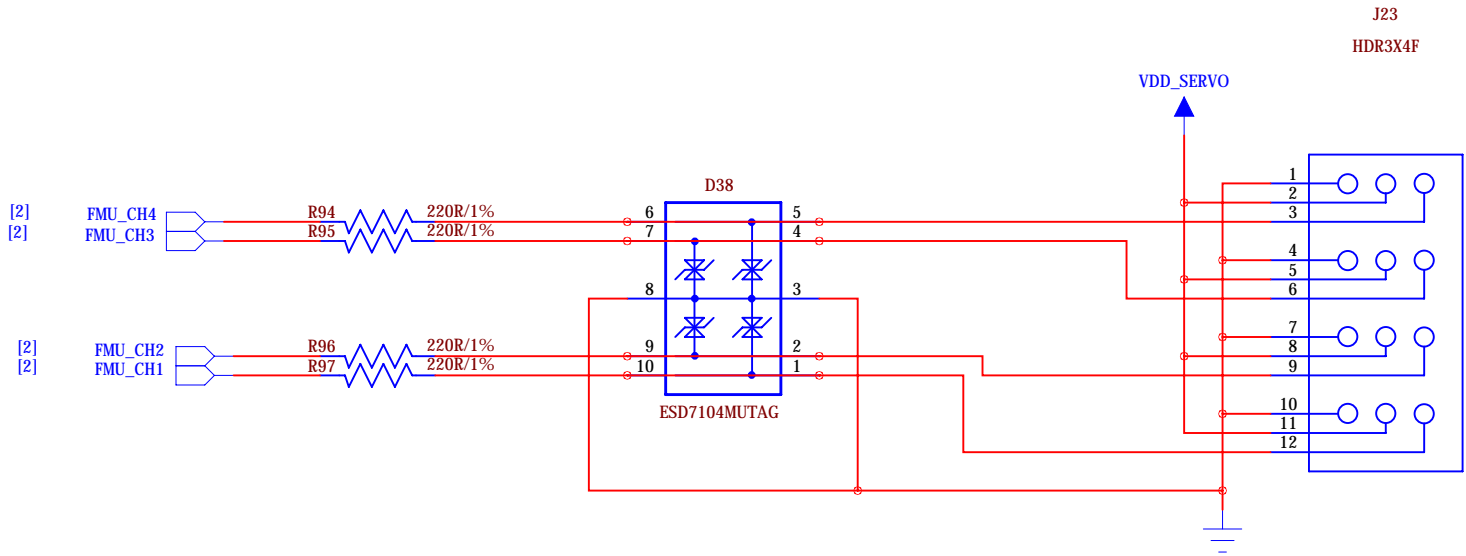 J23
HDR3X4F
VDD_SERVO
D38
[2] FMU_CH4 R94 220R/1% 6 5
[2] FMU_CH3 R95 220R/1% 7 4
8 3
[2] FMU_CH2 R96 220R/1% 9 2
[2] FMU_CH1 R97 220R/1% 10 1
ESD7104MUTAG
1
2
3
4
5
6
7
8
9
10
11
12